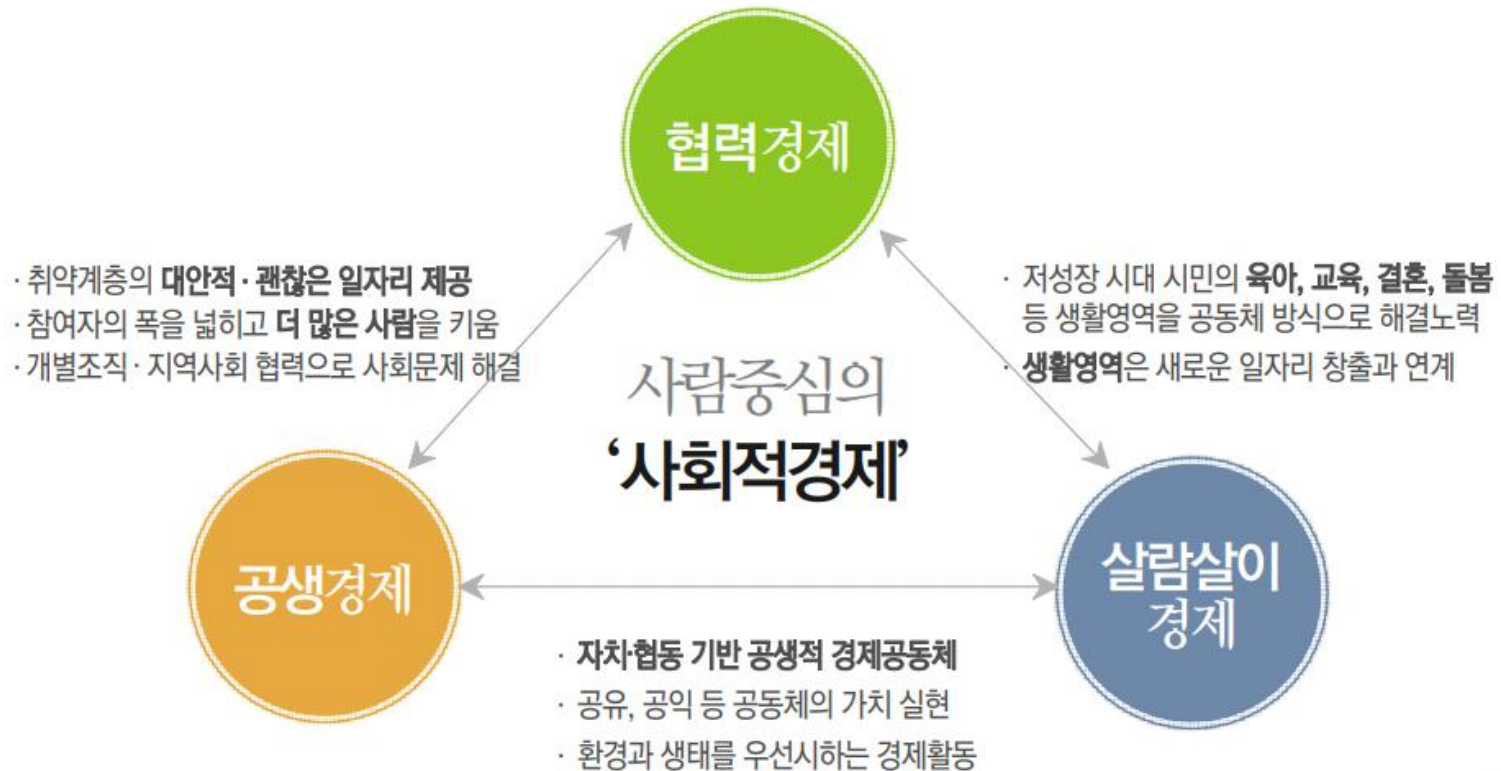 협력경제
· 취약계층의 대안적 · 괜찮은 일자리 제공
· 참여자의 폭을 넓히고 더 많은 사람을 키움
· 개별조직 · 지역사회 협력으로 사회문제 해결
· 저성장 시대 시민의 육아, 교육, 결혼, 돌봄
등 생활영역을 공동체 방식으로 해결노력
· 생활영역은 새로운 일자리 창출과 연계
사람중심의
‘사회적경제’
공생경제
살람살이
경제
· 자치·협동 기반 공생적 경제공동체
· 공유, 공익 등 공동체의 가치 실현
· 환경과 생태를 우선시하는 경제활동